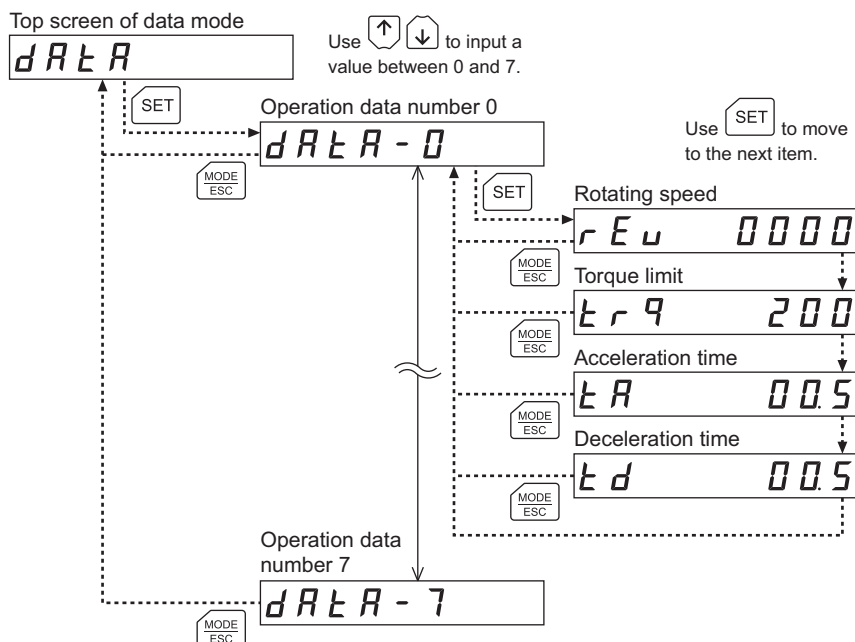 Top screen of data mode
dAtA
Use ↑ ↓ to input a
value between 0 and 7.
SET
Operation data number 0
dAtA-0
MODE
ESC
Use SET to move
to the next item.
SET
Rotating speed
rEv 0000
MODE
ESC
Torque limit
trq 200
MODE
ESC
Acceleration time
tA 00.5
MODE
ESC
Deceleration time
td 00.5
MODE
ESC
Operation data
number 7
dAtA-7
MODE
ESC